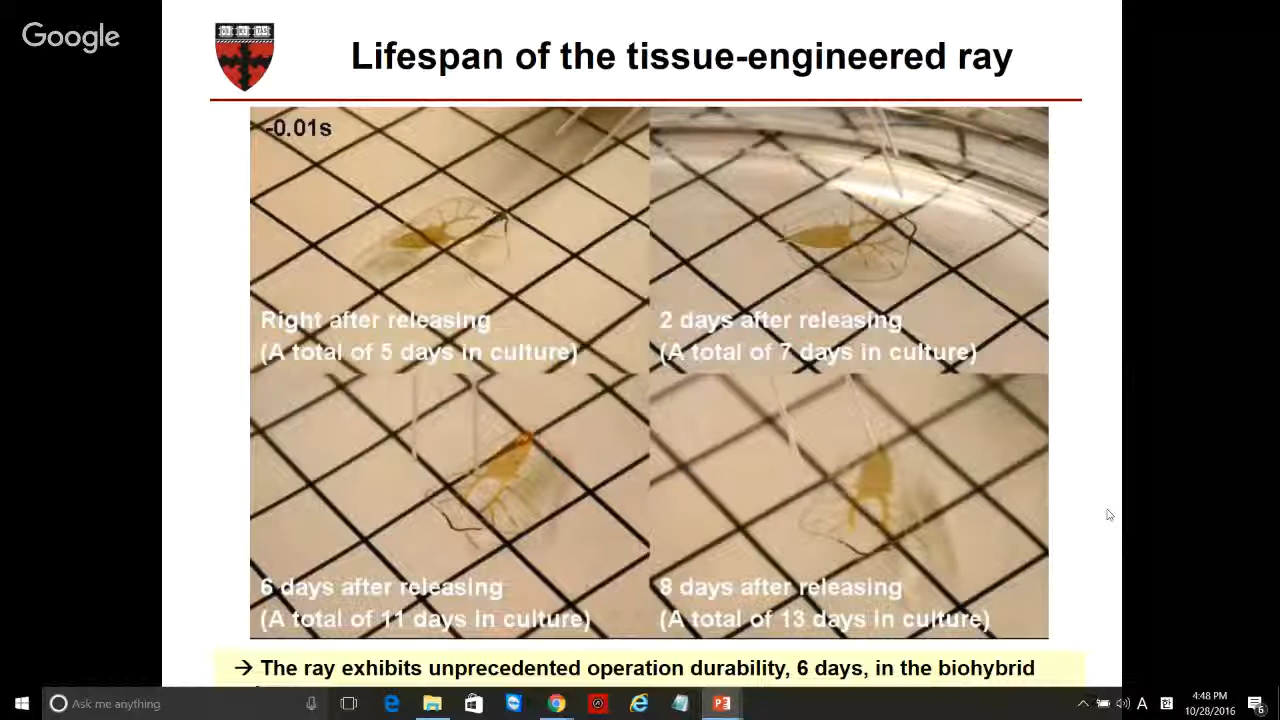 Google
Lifespan of the tissue-engineered ray
-0.01s
Right after releasing
(A total of 5 days in culture)
2 days after releasing
(A total of 7 days in culture)
6 days after releasing
(A total of 11 days in culture)
8 days after releasing
(A total of 13 days in culture)
→ The ray exhibits unprecedented operation durability, 6 days, in the biohybrid
Ask me anything
A
4:48 PM
10/28/2016
6